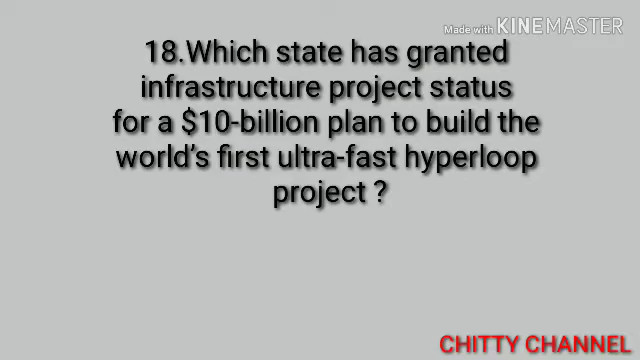 Made with KINEMASTER
18.Which state has granted
infrastructure project status
for a $10-billion plan to build the
world's first ultra-fast hyperloop
project ?
CHITTY CHANNEL